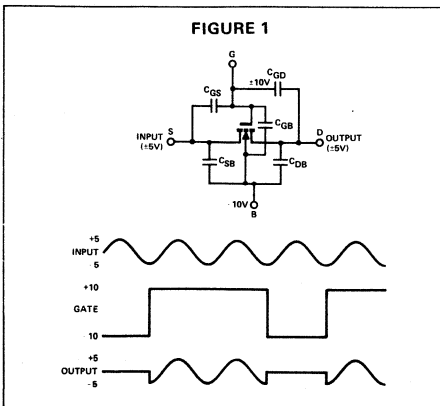 FIGURE 1
G
CGD
±10V
CGS
CGB
INPUT S
(±5V)
D OUTPUT
(±5V)
CSB
CDB
-10V
B
+5
INPUT
-5
+10
GATE
-10
+5
OUTPUT
-5